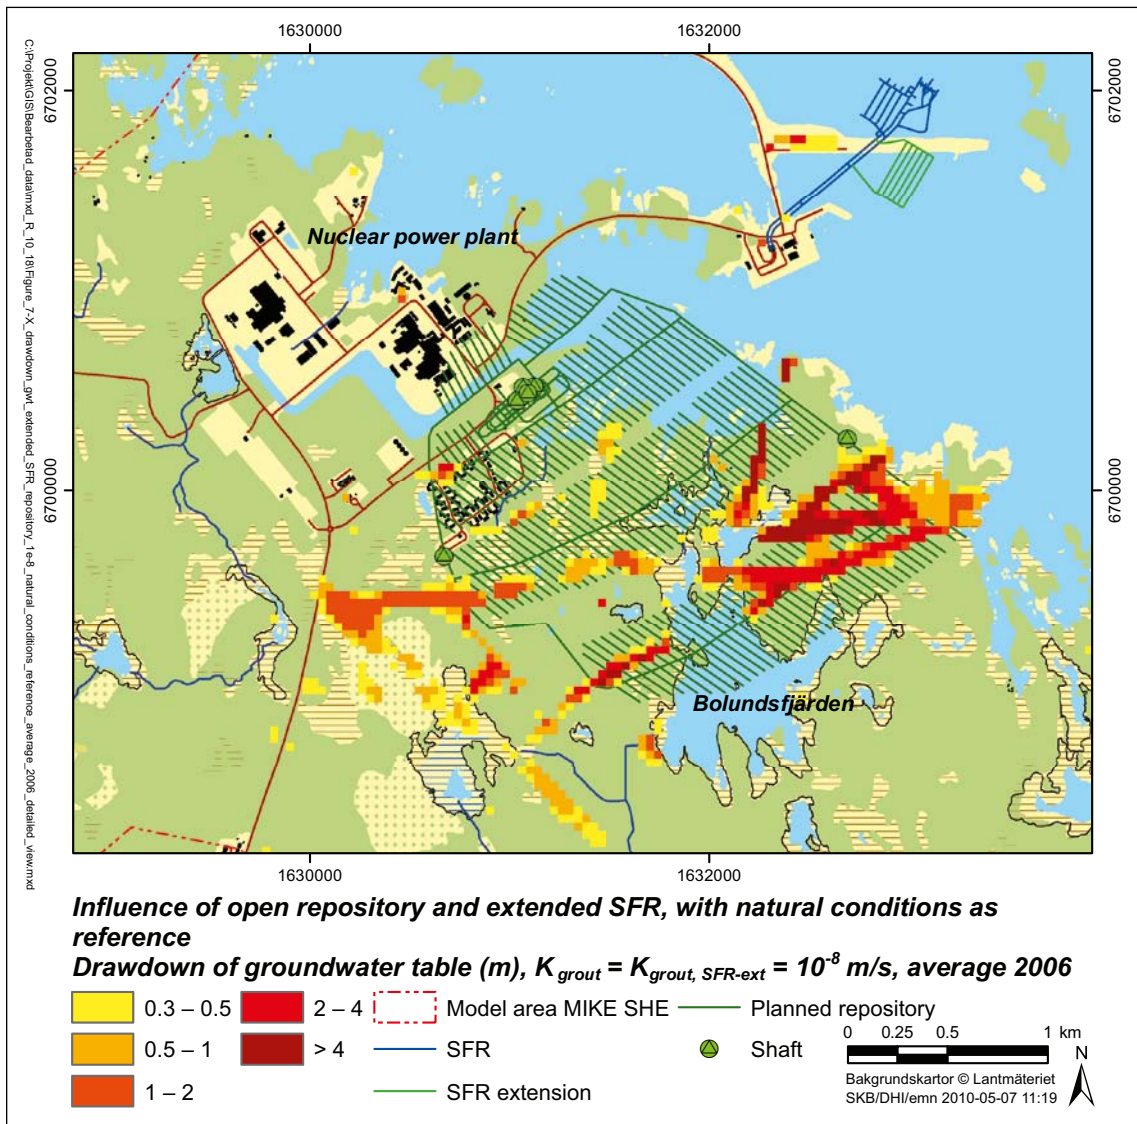 1630000 1632000
6702000 6702000
C:\Projekt\GIS\Bearbetad_data\mxd_R_10_18\Figure_7-X_drawdown_gwt_extended_SFR_repository_1e-8_natural_conditions_reference_average_2006_detailed_view.mxd
Nuclear power plant
6700000 6700000
Bolundsfjärden
1630000 1632000
Influence of open repository and extended SFR, with natural conditions as
reference
Drawdown of groundwater table (m), K grout = K grout, SFR-ext = 10⁻⁸ m/s, average 2006
0.3 – 0.5 2 – 4 Model area MIKE SHE Planned repository
0.5 – 1 > 4 SFR Shaft
1 – 2 SFR extension
0 0.25 0.5 1 km
N
Bakgrundskartor © Lantmäteriet
SKB/DHI/emn 2010-05-07 11:19